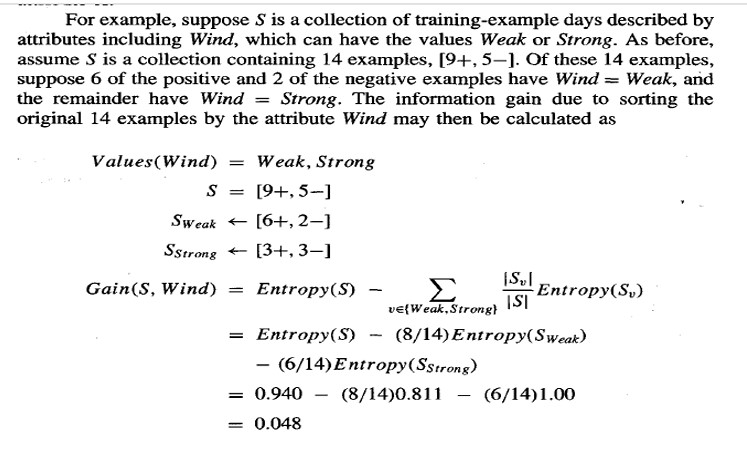 For example, suppose S is a collection of training-example days described by
attributes including Wind, which can have the values Weak or Strong. As before,
assume S is a collection containing 14 examples, [9+, 5−]. Of these 14 examples,
suppose 6 of the positive and 2 of the negative examples have Wind = Weak, and
the remainder have Wind = Strong. The information gain due to sorting the
original 14 examples by the attribute Wind may then be calculated as
Values(Wind) = Weak, Strong
S = [9+, 5−]
S_Weak ← [6+, 2−]
S_Strong ← [3+, 3−]
Gain(S, Wind) = Entropy(S) − ∑_{v∈{Weak,Strong}} |S_v|/|S| Entropy(S_v)
= Entropy(S) − (8/14)Entropy(S_Weak)
− (6/14)Entropy(S_Strong)
= 0.940 − (8/14)0.811 − (6/14)1.00
= 0.048